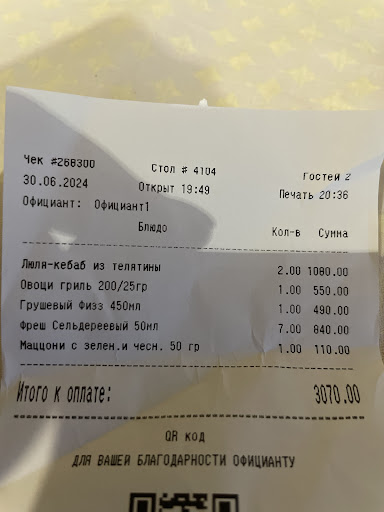 Чек #268300 Стол # 4104 Гостей 2
30.06.2024 Открыт 19:49 Печать 20:36
Официант: Официант1
Блюдо Кол-в Сумма
Люля-кебаб из телятины 2.00 1080.00
Овощи гриль 200/25гр 1.00 550.00
Грушевый Физз 450мл 1.00 490.00
Фреш Сельдереевый 50мл 7.00 840.00
Маццони с зелен.и чесн. 50 гр 1.00 110.00
Итого к оплате: 3070.00
QR код
ДЛЯ ВАШЕЙ БЛАГОДАРНОСТИ ОФИЦИАНТУ